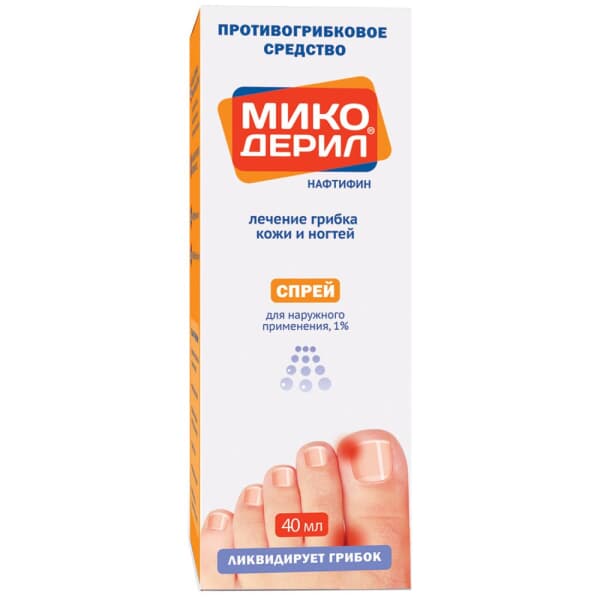 ПРОТИВОГРИБКОВОЕ
СРЕДСТВО
МИКО
ДЕРИЛ®
НАФТИФИН
лечение грибка
кожи и ногтей
СПРЕЙ
для наружного
применения, 1%
40 мл
ЛИКВИДИРУЕТ ГРИБОК